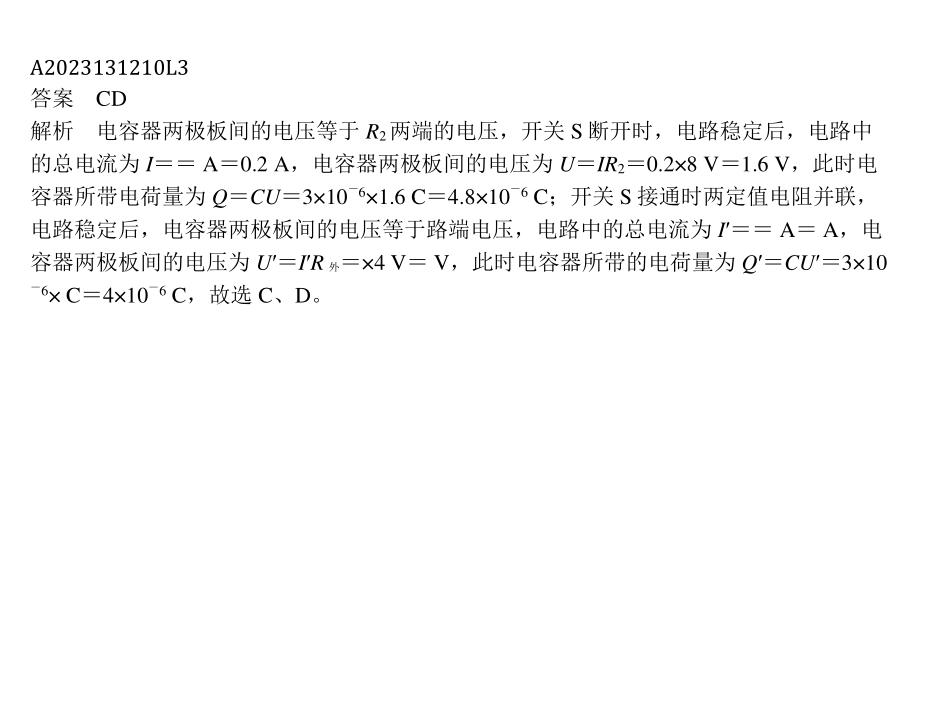 A2023131210L3
答案　CD
解析　电容器两极板间的电压等于 R₂ 两端的电压，开关 S 断开时，电路稳定后，电路中
的总电流为 I＝＝ A＝0.2 A，电容器两极板间的电压为 U＝IR₂＝0.2×8 V＝1.6 V，此时电
容器所带电荷量为 Q＝CU＝3×10⁻⁶×1.6 C＝4.8×10⁻⁶ C；开关 S 接通时两定值电阻并联，
电路稳定后，电容器两极板间的电压等于路端电压，电路中的总电流为 I′＝＝ A＝ A，电
容器两极板间的电压为 U′＝I′R 外＝×4 V＝ V，此时电容器所带的电荷量为 Q′＝CU′＝3×10
⁻⁶× C＝4×10⁻⁶ C，故选 C、D。